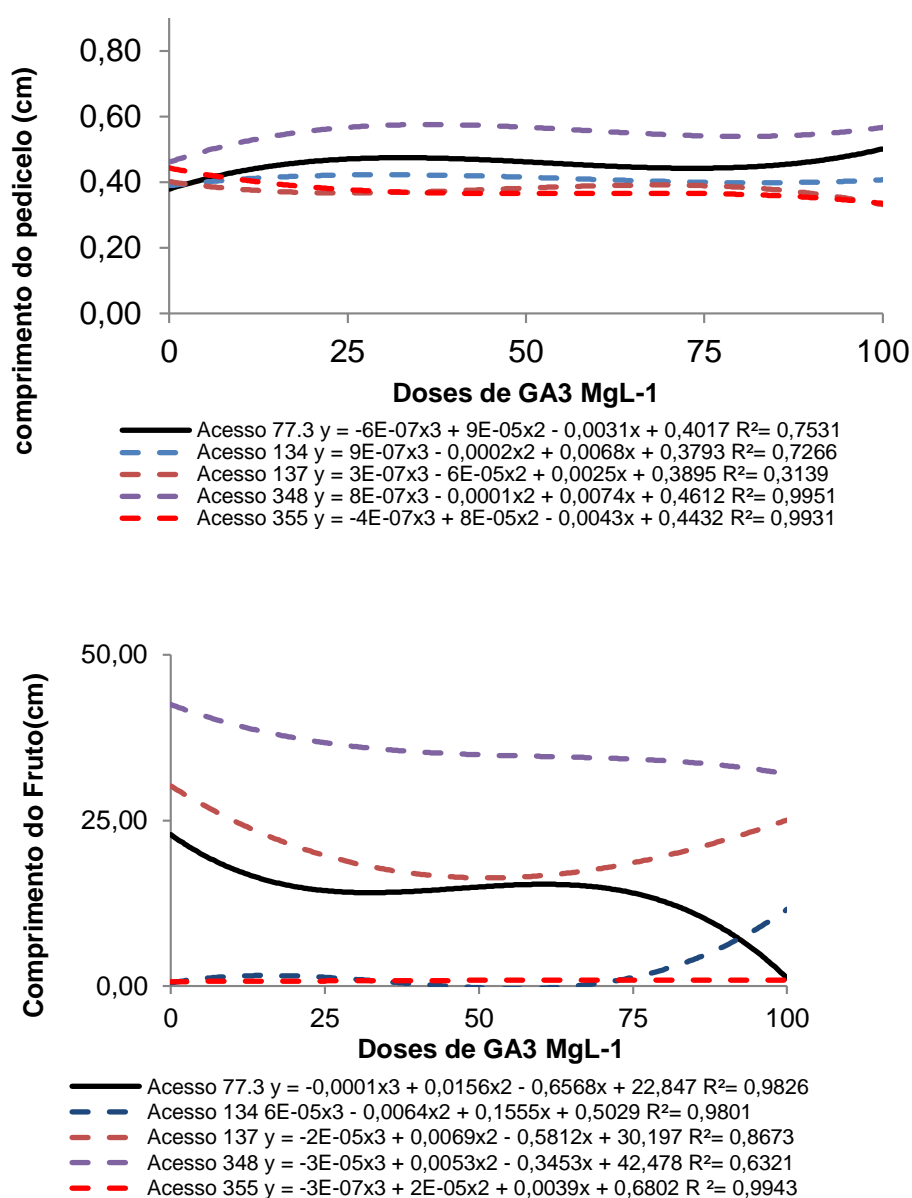 comprimento do pedicelo (cm)
0,80
0,60
0,40
0,20
0,00
0 25 50 75 100
Doses de GA3 MgL-1
Acesso 77.3 y = -6E-07x3 + 9E-05x2 - 0,0031x + 0,4017 R²= 0,7531
Acesso 134 y = 9E-07x3 - 0,0002x2 + 0,0068x + 0,3793 R²= 0,7266
Acesso 137 y = 3E-07x3 - 6E-05x2 + 0,0025x + 0,3895 R²= 0,3139
Acesso 348 y = 8E-07x3 - 0,0001x2 + 0,0074x + 0,4612 R²= 0,9951
Acesso 355 y = -4E-07x3 + 8E-05x2 - 0,0043x + 0,4432 R²= 0,9931
Comprimento do Fruto(cm)
50,00
25,00
0,00
0 25 50 75 100
Doses de GA3 MgL-1
Acesso 77.3 y = -0,0001x3 + 0,0156x2 - 0,6568x + 22,847 R²= 0,9826
Acesso 134 6E-05x3 - 0,0064x2 + 0,1555x + 0,5029 R²= 0,9801
Acesso 137 y = -2E-05x3 + 0,0069x2 - 0,5812x + 30,197 R²= 0,8673
Acesso 348 y = -3E-05x3 + 0,0053x2 - 0,3453x + 42,478 R²= 0,6321
Acesso 355 y = -3E-07x3 + 2E-05x2 + 0,0039x + 0,6802 R ²= 0,9943